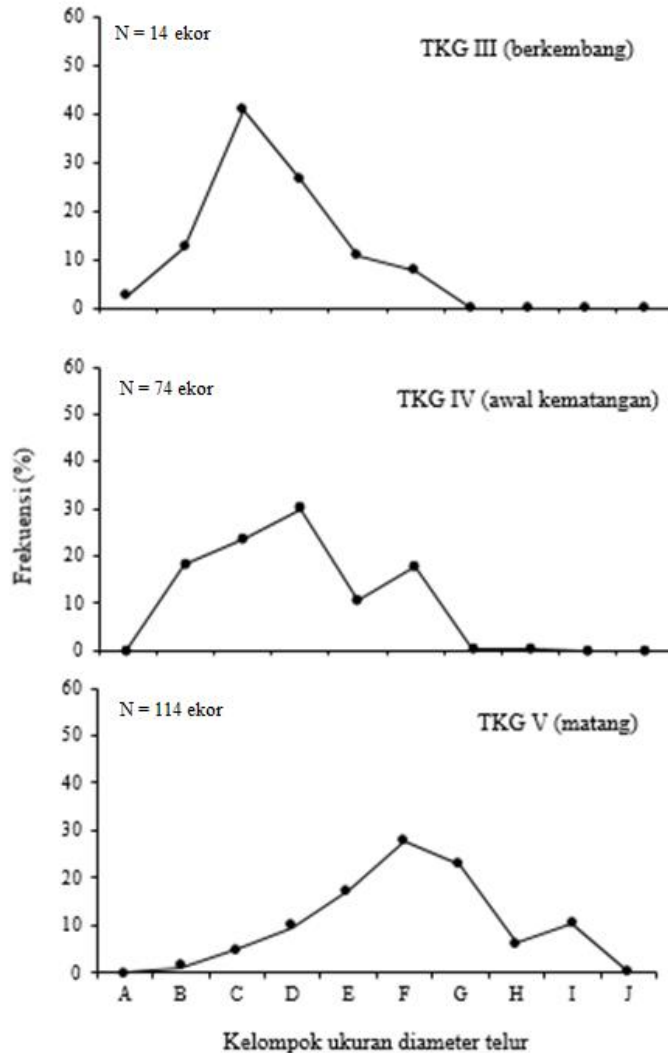 60
N = 14 ekor
TKG III (berkembang)
50
40
30
20
10
0
60
N = 74 ekor
TKG IV (awal kematangan)
50
40
30
20
10
0
Frekuensi (%)
60
N = 114 ekor
TKG V (matang)
50
40
30
20
10
0
A B C D E F G H I J
Kelompok ukuran diameter telur